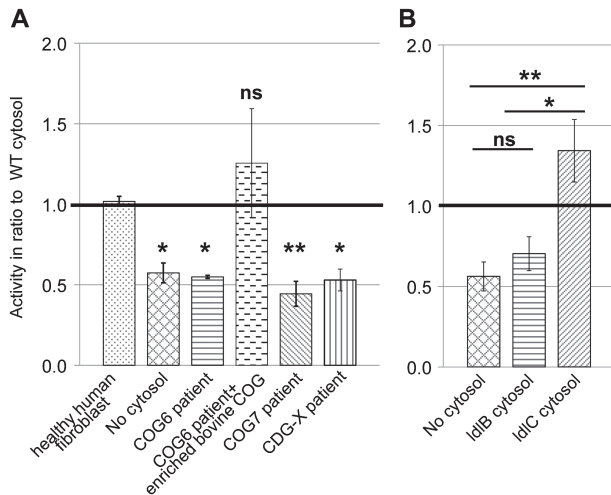 A
B
Activity in ratio to WT cytosol
2.0
1.5
1.0
0.5
0.0
ns
*
*
**
*
healthy human
fibroblast
No cytosol
COG6 patient
COG6 patient+
enriched bovine COG
COG7 patient
CDG-X patient
2.0
1.5
1.0
0.5
0.0
**
*
ns
No cytosol
ldlB cytosol
ldlC cytosol